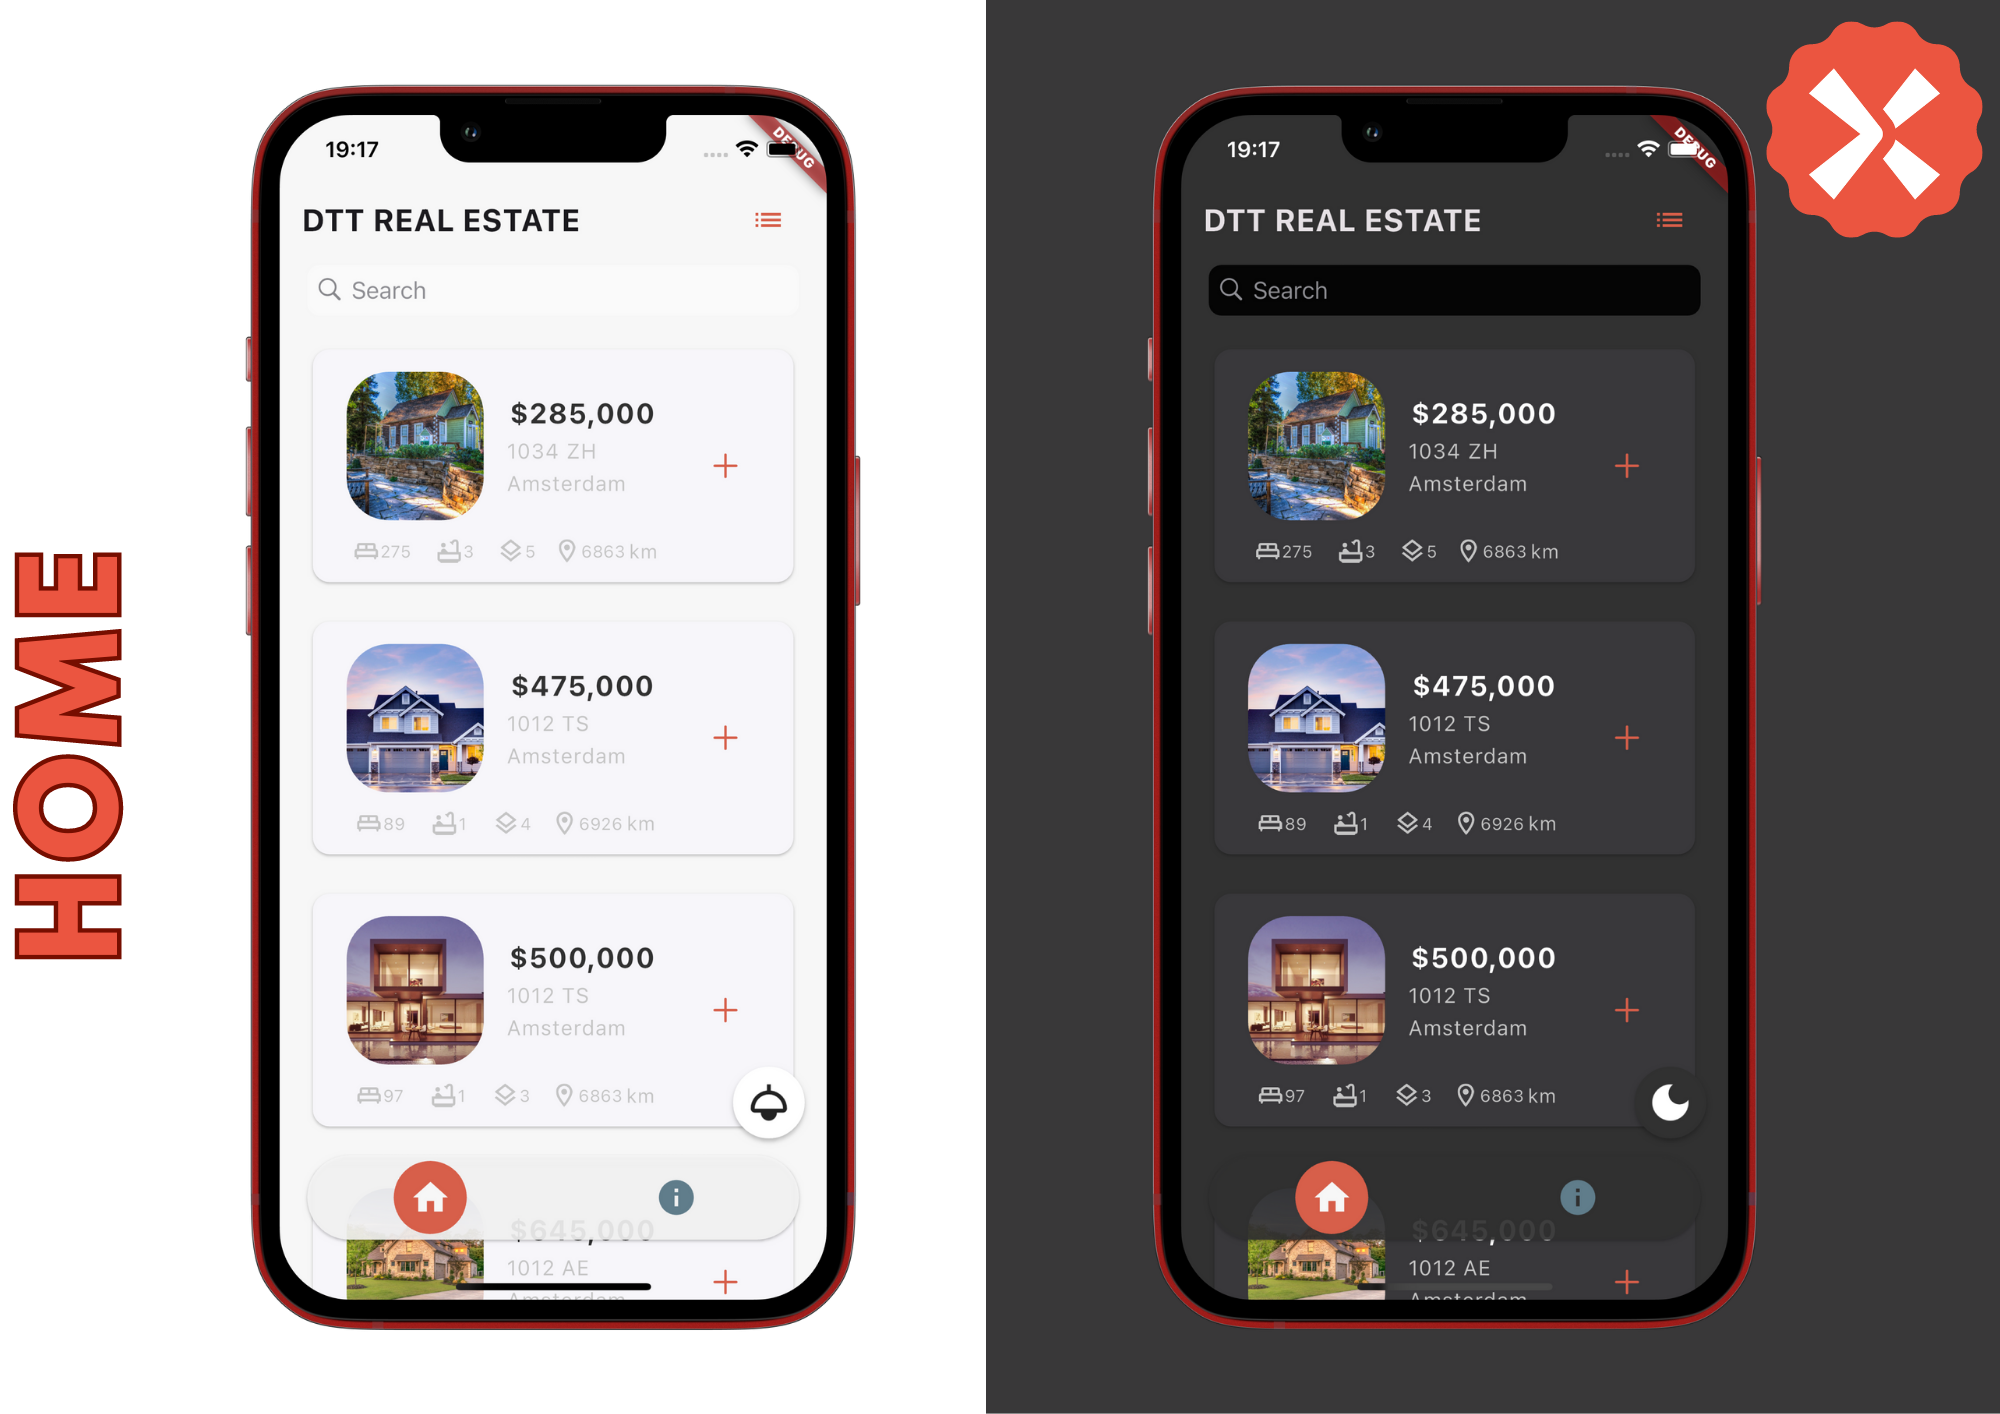 HOME
19:17
DEBUG
DTT REAL ESTATE
Search
$285,000
1034 ZH
Amsterdam
275 3 5 6863 km
$475,000
1012 TS
Amsterdam
89 1 4 6926 km
$500,000
1012 TS
Amsterdam
97 1 3 6863 km
$645,000
1012 AE
Amsterdam
19:17
DEBUG
DTT REAL ESTATE
Search
$285,000
1034 ZH
Amsterdam
275 3 5 6863 km
$475,000
1012 TS
Amsterdam
89 1 4 6926 km
$500,000
1012 TS
Amsterdam
97 1 3 6863 km
$645,000
1012 AE
Amsterdam